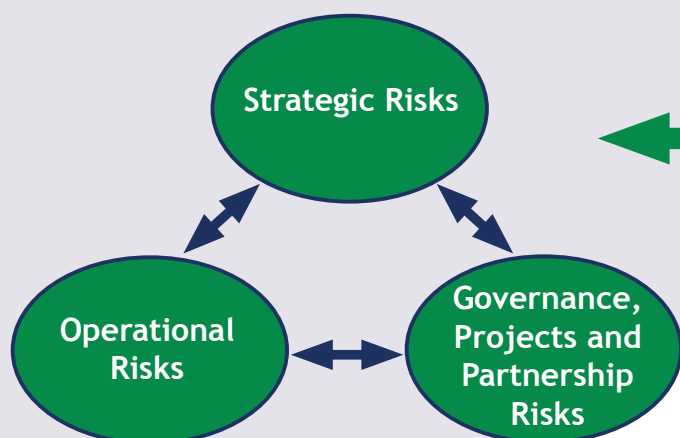 Strategic Risks
Operational
Risks
Governance,
Projects and
Partnership
Risks